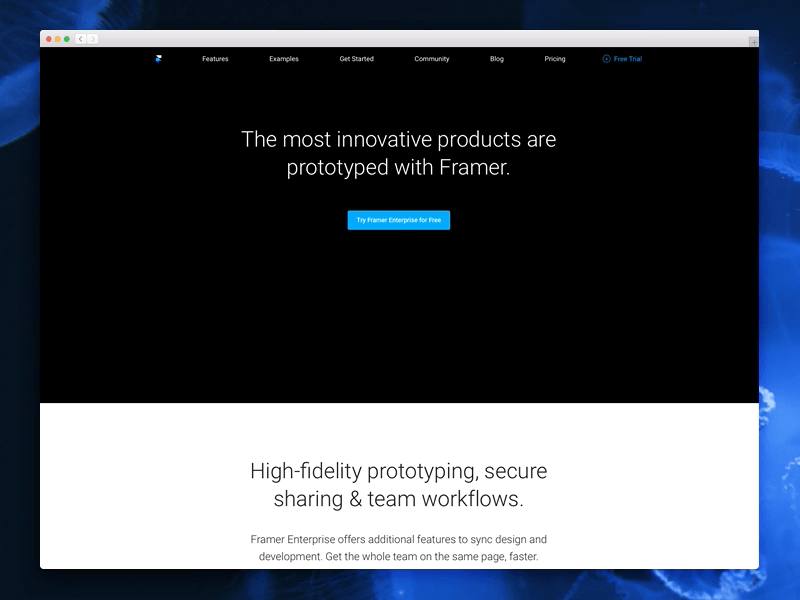 Features Examples Get Started Community Blog Pricing Free Trial
The most innovative products are
prototyped with Framer.
Try Framer Enterprise for Free
High-fidelity prototyping, secure
sharing & team workflows.
Framer Enterprise offers additional features to sync design and
development. Get the whole team on the same page, faster.